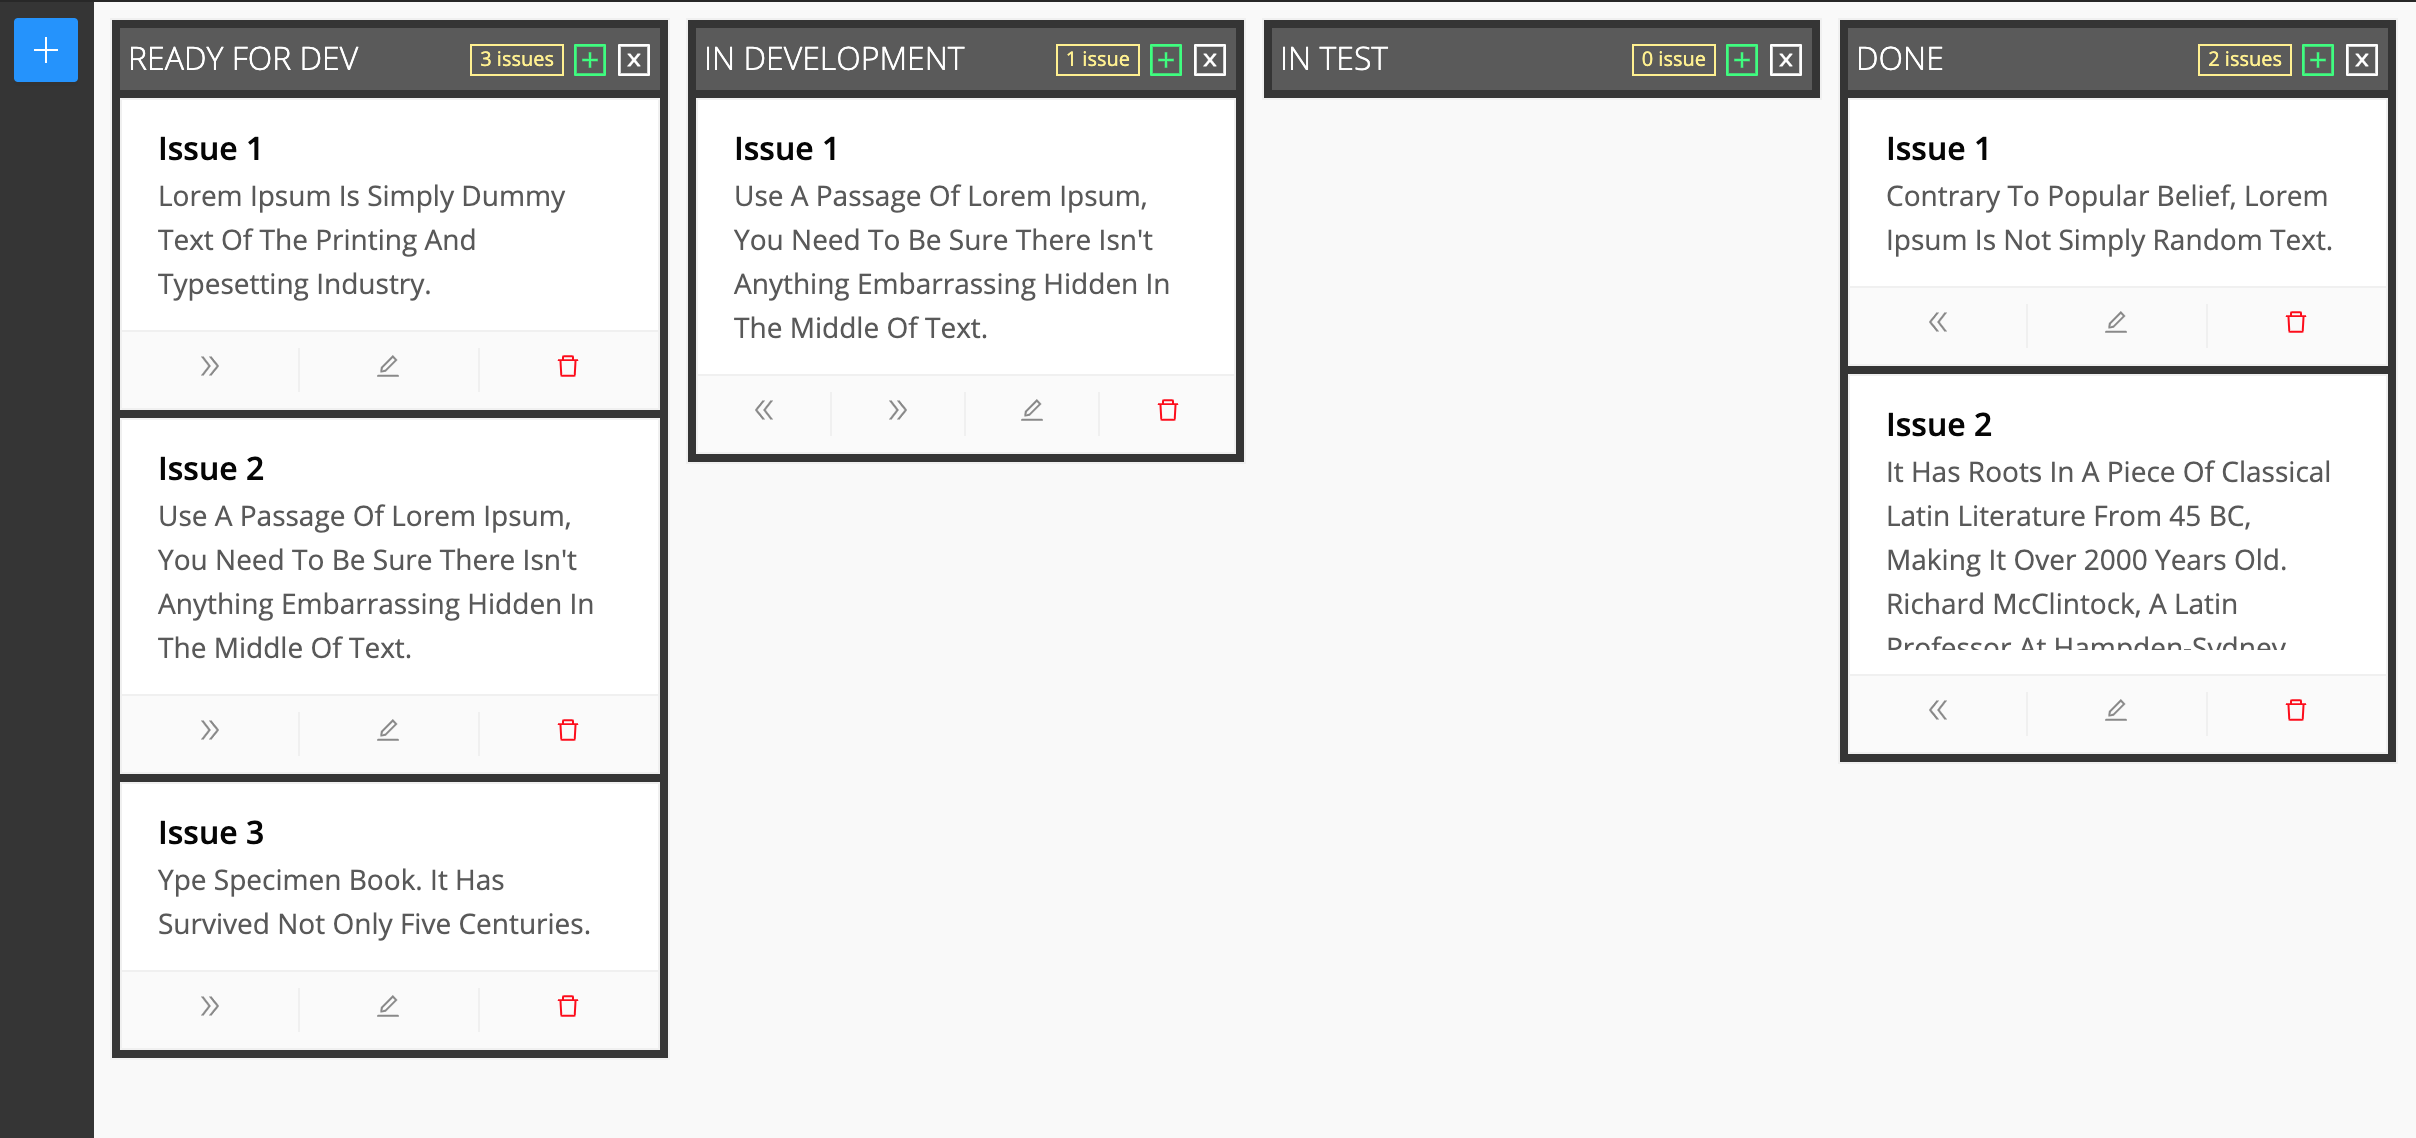 READY FOR DEV
3 issues
Issue 1
Lorem Ipsum Is Simply Dummy
Text Of The Printing And
Typesetting Industry.
Issue 2
Use A Passage Of Lorem Ipsum,
You Need To Be Sure There Isn't
Anything Embarrassing Hidden In
The Middle Of Text.
Issue 3
Ype Specimen Book. It Has
Survived Not Only Five Centuries.
IN DEVELOPMENT
1 issue
Issue 1
Use A Passage Of Lorem Ipsum,
You Need To Be Sure There Isn't
Anything Embarrassing Hidden In
The Middle Of Text.
IN TEST
0 issue
DONE
2 issues
Issue 1
Contrary To Popular Belief, Lorem
Ipsum Is Not Simply Random Text.
Issue 2
It Has Roots In A Piece Of Classical
Latin Literature From 45 BC,
Making It Over 2000 Years Old.
Richard McClintock, A Latin
Professor At Hampden-Sydney